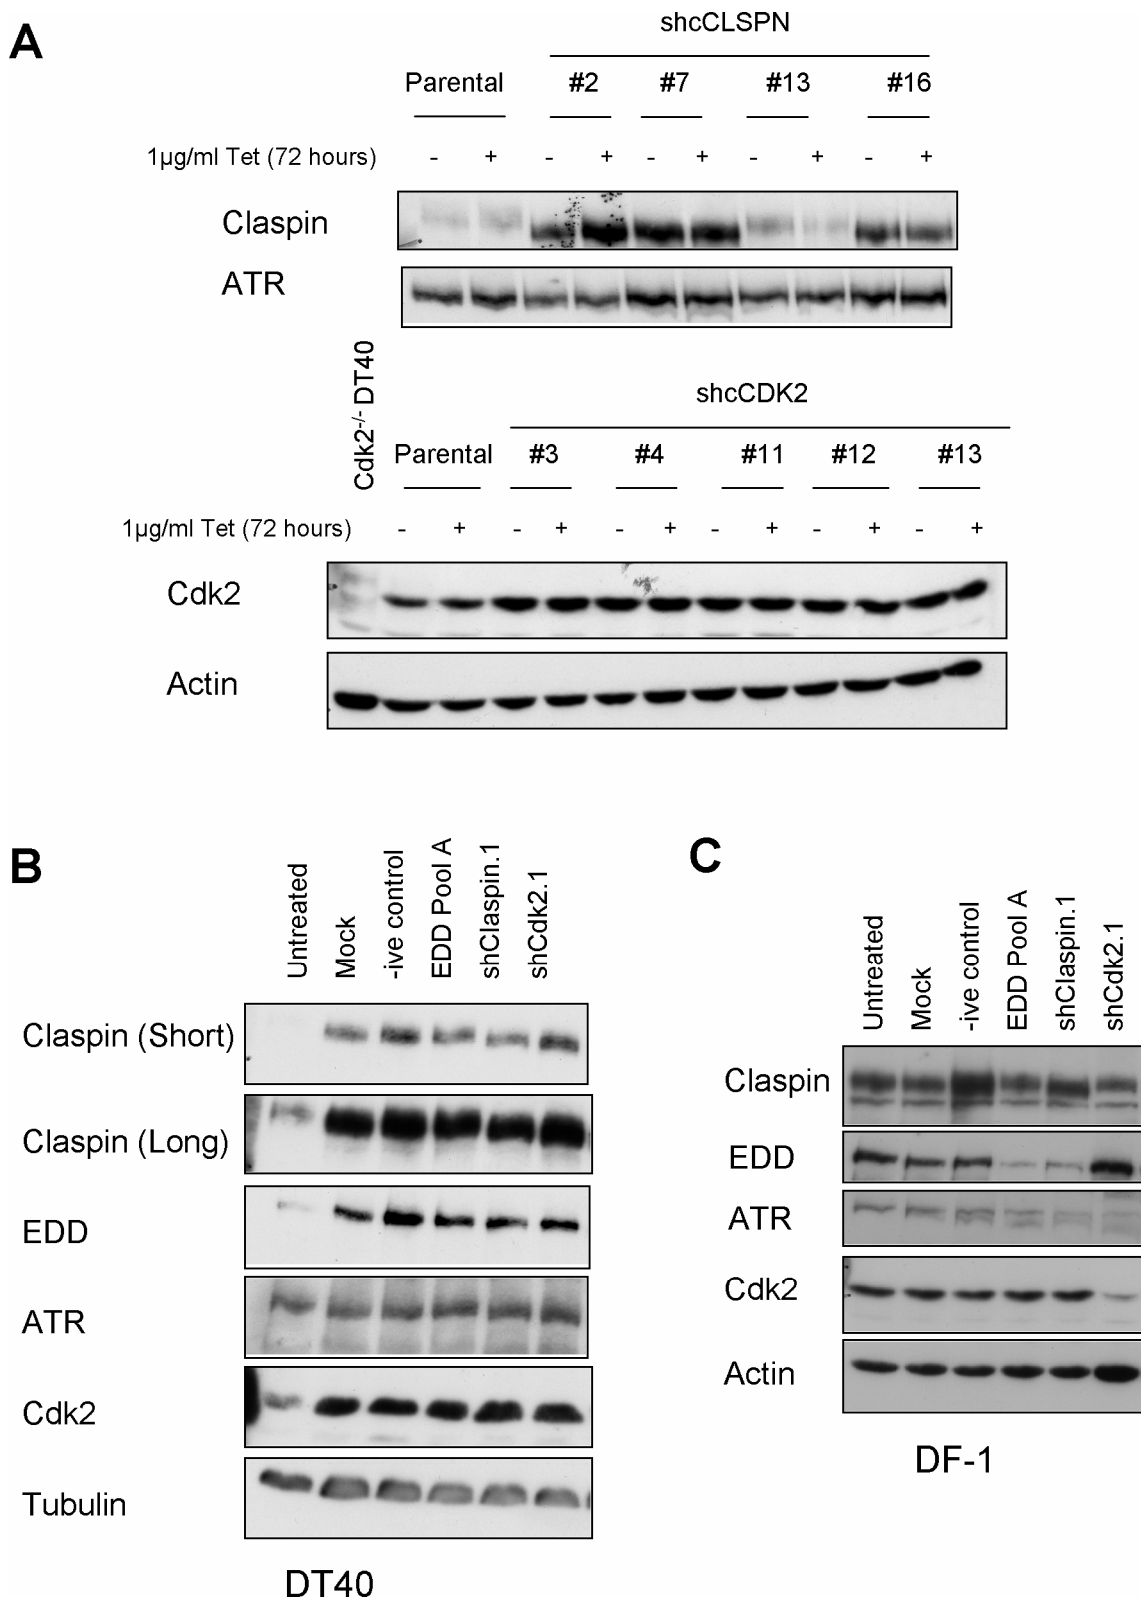 A
shcCLSPN
Parental #2 #7 #13 #16
1µg/ml Tet (72 hours) - + - + - + - + - +
Claspin
ATR
Cdk2-/- DT40
shcCDK2
Parental #3 #4 #11 #12 #13
1µg/ml Tet (72 hours) - + - + - + - + - + - +
Cdk2
Actin
B
Untreated
Mock
-ive control
EDD Pool A
shClaspin.1
shCdk2.1
Claspin (Short)
Claspin (Long)
EDD
ATR
Cdk2
Tubulin
DT40
C
Untreated
Mock
-ive control
EDD Pool A
shClaspin.1
shCdk2.1
Claspin
EDD
ATR
Cdk2
Actin
DF-1